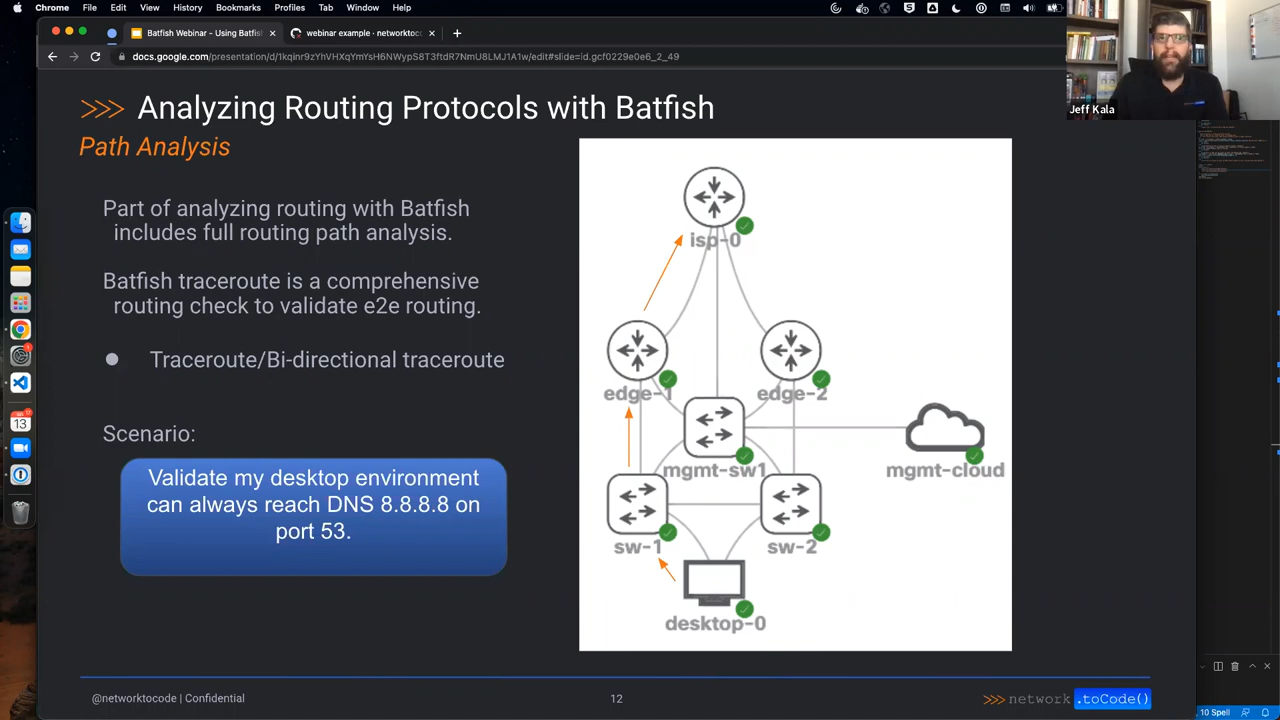 Chrome File Edit View History Bookmarks Profiles Tab Window Help
Batfish Webinar - Using Batfish
webinar example · networktoc
docs.google.com/presentation/d/1kqinr9zYhVHXqYmYsH6NWypS8T3ftdR7NmU8LMJ1A1w/edit#slide=id.gcf0229e0e6_2_49
Jeff Kala
>>> Analyzing Routing Protocols with Batfish
Path Analysis
Part of analyzing routing with Batfish
includes full routing path analysis.
Batfish traceroute is a comprehensive
routing check to validate e2e routing.
● Traceroute/Bi-directional traceroute
Scenario:
Validate my desktop environment
can always reach DNS 8.8.8.8 on
port 53.
isp-0
edge-1
edge-2
mgmt-sw1
mgmt-cloud
sw-1
sw-2
desktop-0
@networktocode | Confidential
12
>>> network .toCode()
10 Spell